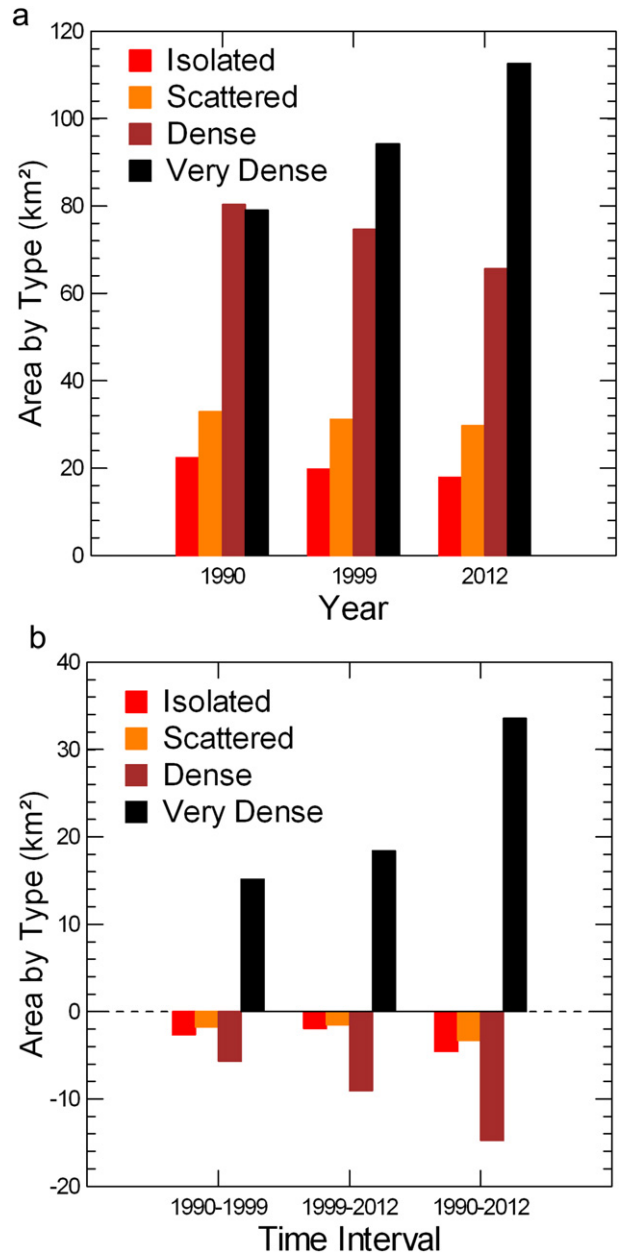 a
120
100
80
60
40
20
0
Isolated
Scattered
Dense
Very Dense
Area by Type (km²)
1990 1999 2012
Year
b
40
30
20
10
0
-10
-20
Isolated
Scattered
Dense
Very Dense
Area by Type (km²)
1990-1999 1999-2012 1990-2012
Time Interval